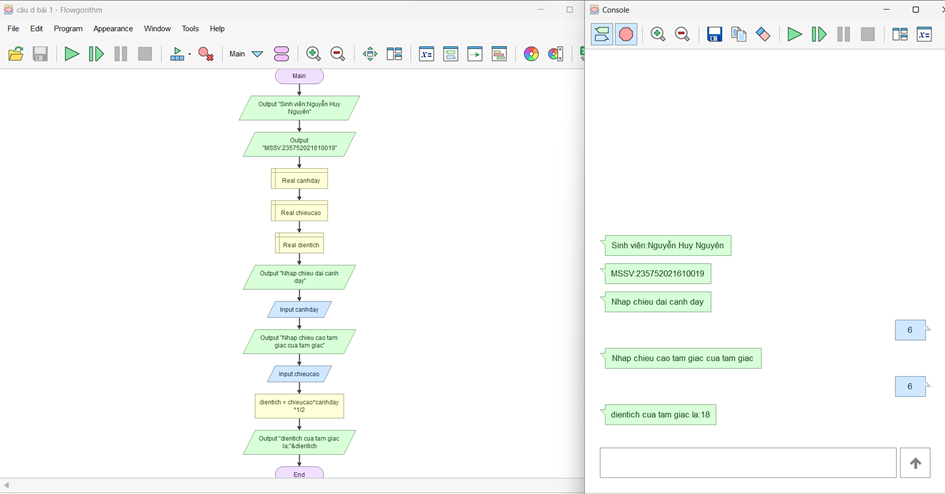 câu d bài 1 - Flowgorithm
File Edit Program Appearance Window Tools Help
Main
Main
Output "Sinh viên:Nguyễn Huy
Nguyên"
Output
"MSSV:235752021610019"
Real canhday
Real chieucao
Real dientich
Output "Nhap chieu dai canh
day"
Input canhday
Output "Nhap chieu cao tam
giac cua tam giac"
Input chieucao
dientich = chieucao*canhday
*1/2
Output "dientich cua tam giac
la:"&dientich
End
Console
Sinh viên:Nguyễn Huy Nguyên
MSSV:235752021610019
Nhap chieu dai canh day
6
Nhap chieu cao tam giac cua tam giac
6
dientich cua tam giac la:18